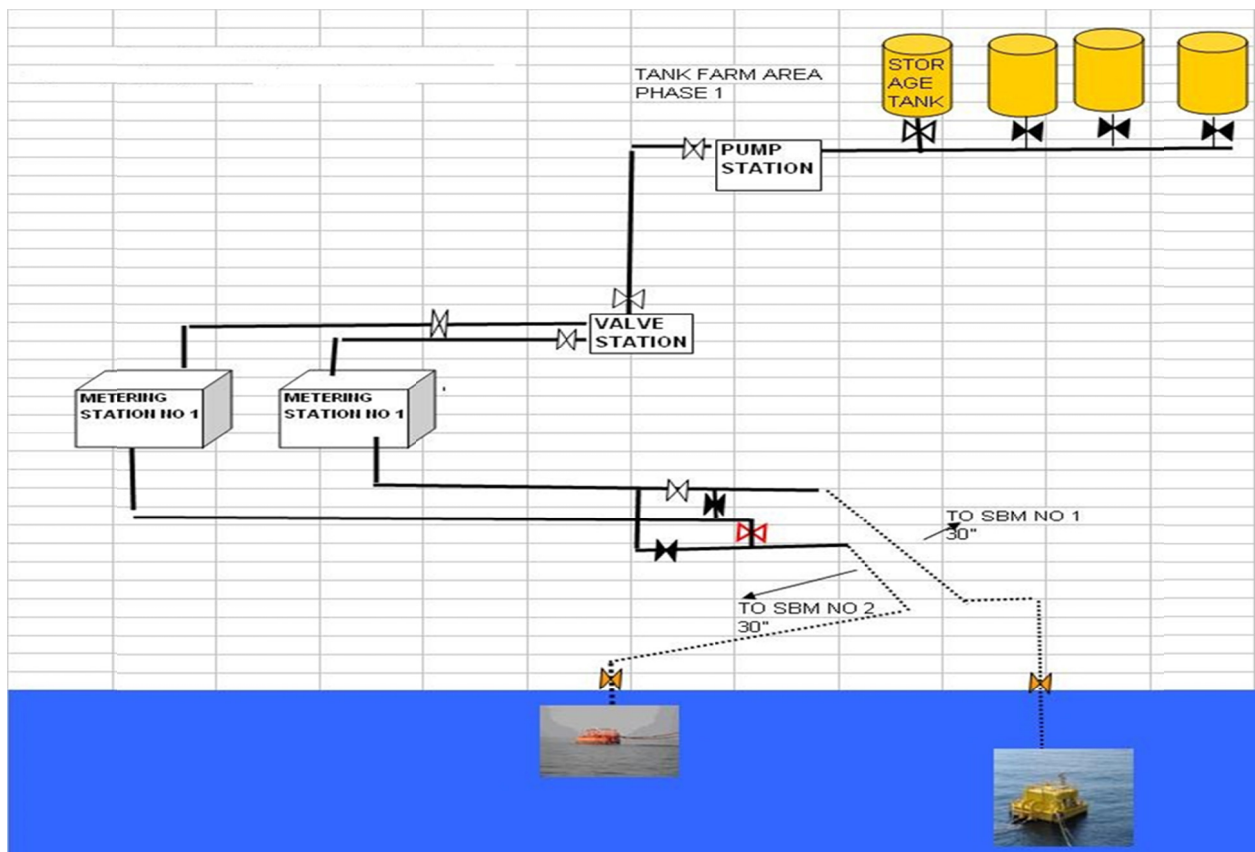 TANK FARM AREA
PHASE 1
STOR
AGE
TANK
PUMP
STATION
VALVE
STATION
METERING
STATION NO 1
METERING
STATION NO 1
TO SBM NO 1
30"
TO SBM NO 2
30"